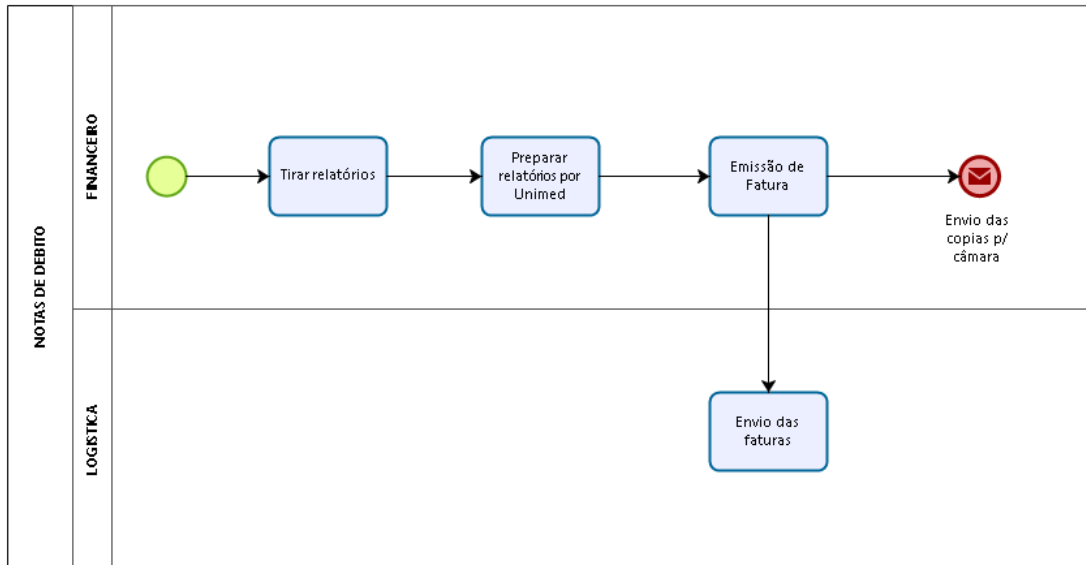 NOTAS DE DEBITO
FINANCEIRO
Tirar relatórios
Preparar
relatórios por
Unimed
Emissão de
Fatura
Envio das
copias p/
câmara
LOGISTICA
Envio das
faturas